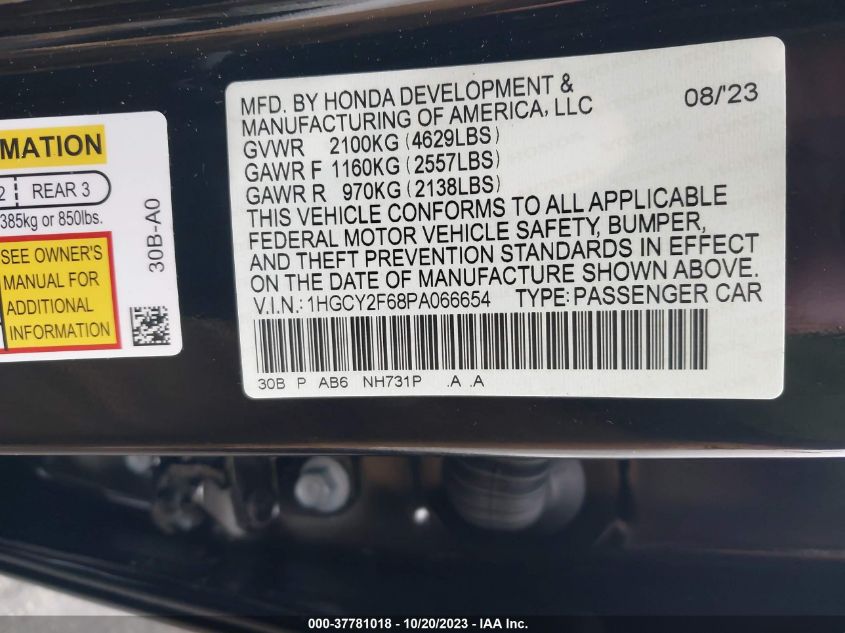 MATION
2 REAR 3
385kg or 850lbs.
SEE OWNER'S
MANUAL FOR
ADDITIONAL
INFORMATION
30B-A0
MFD. BY HONDA DEVELOPMENT &
MANUFACTURING OF AMERICA, LLC 08/'23
GVWR 2100KG (4629LBS)
GAWR F 1160KG (2557LBS)
GAWR R 970KG (2138LBS)
THIS VEHICLE CONFORMS TO ALL APPLICABLE
FEDERAL MOTOR VEHICLE SAFETY, BUMPER,
AND THEFT PREVENTION STANDARDS IN EFFECT
ON THE DATE OF MANUFACTURE SHOWN ABOVE.
V.I.N.: 1HGCY2F68PA066654 TYPE: PASSENGER CAR
30B P AB6 NH731P .A .A
000-37781018 - 10/20/2023 - IAA Inc.